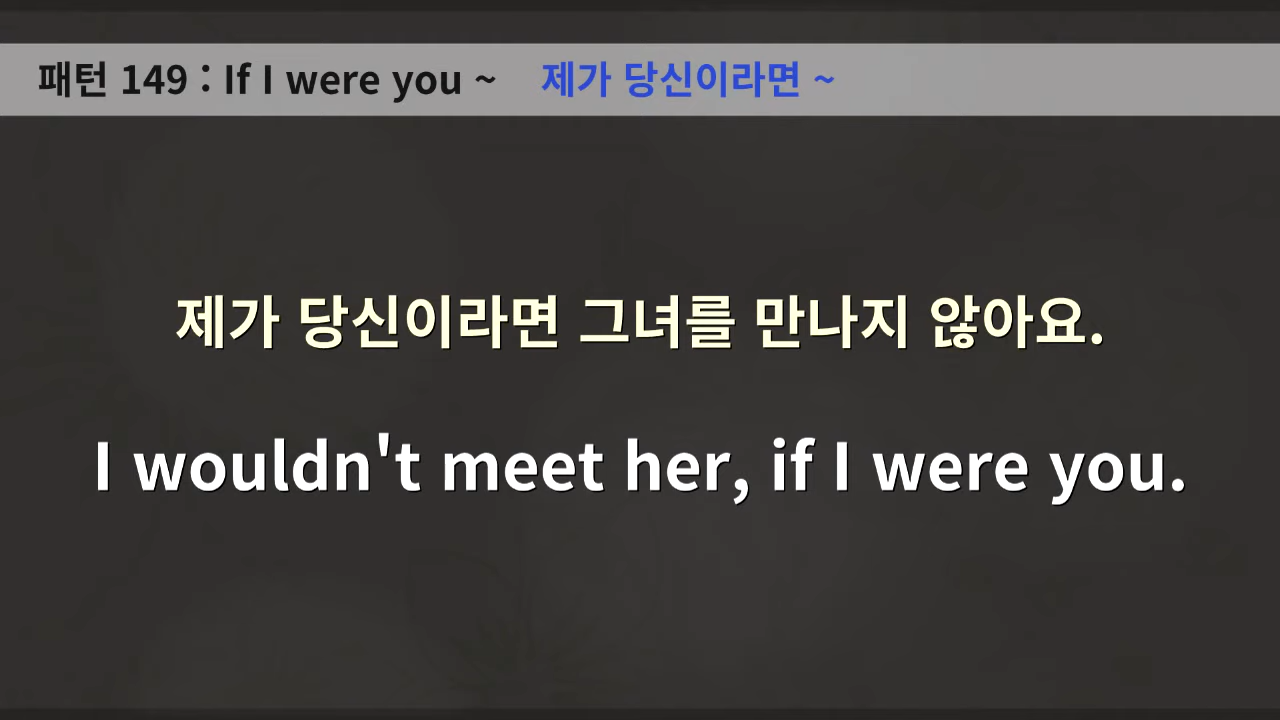 패턴 149 : If I were you ~ 제가 당신이라면 ~
제가 당신이라면 그녀를 만나지 않아요.
I wouldn't meet her, if I were you.